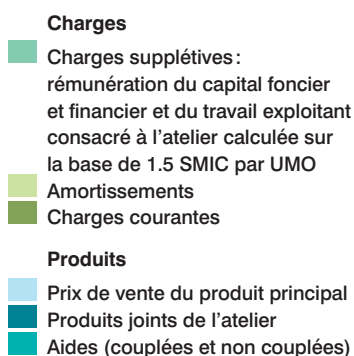 Charges
Charges supplétives :
rémunération du capital foncier
et financier et du travail exploitant
consacré à l’atelier calculée sur
la base de 1.5 SMIC par UMO
Amortissements
Charges courantes
Produits
Prix de vente du produit principal
Produits joints de l’atelier
Aides (couplées et non couplées)